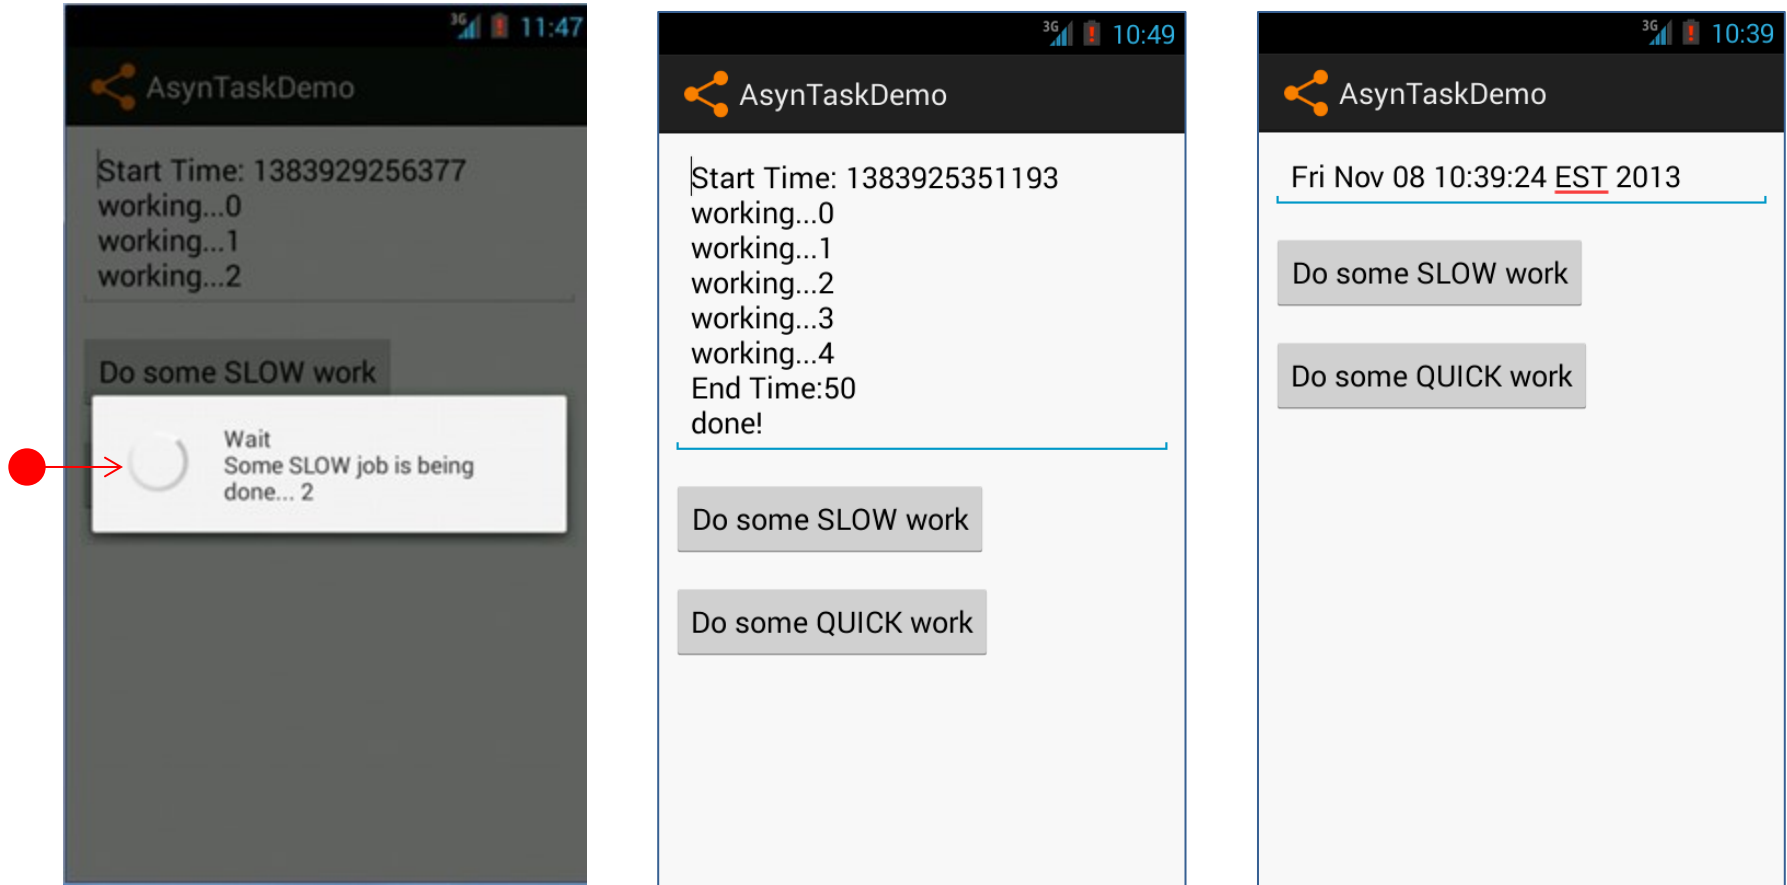 3G 11:47
AsynTaskDemo
Start Time: 1383929256377
working...0
working...1
working...2
Do some SLOW work
Wait
Some SLOW job is being
done... 2
3G 10:49
AsynTaskDemo
Start Time: 1383925351193
working...0
working...1
working...2
working...3
working...4
End Time:50
done!
Do some SLOW work
Do some QUICK work
3G 10:39
AsynTaskDemo
Fri Nov 08 10:39:24 EST 2013
Do some SLOW work
Do some QUICK work